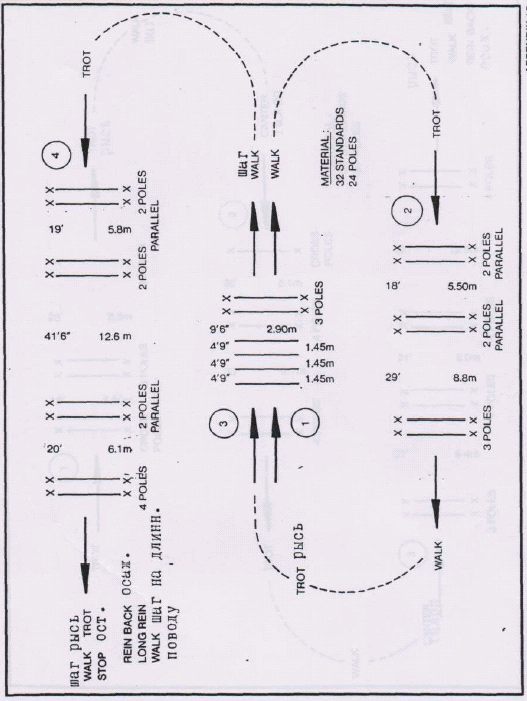 TROT
4
X X
X X
2 POLES
PARALLEL
19' 5.8m
X X
X X
2 POLES
41'6" 12.6 m
X X
X X
2 POLES
PARALLEL
20' 6.1m
X X
X X
4 POLES
шаг рысь
WALK TROT
STOP ост.
REIN BACK осаж.
LONG REIN
WALK шаг на длинн.
поводу
шаг
WALK
WALK
MATERIAL:
32 STANDARDS
24 POLES
X X
X X
3 POLES
9'6" 2.90m
4'9" 1.45m
4'9" 1.45m
4'9" 1.45m
3
1
TROT рысь
TROT
2
X X
X X
2 POLES
PARALLEL
18' 5.50m
X X
X X
2 POLES
PARALLEL
29' 8.8m
X X
X X
3 POLES
WALK